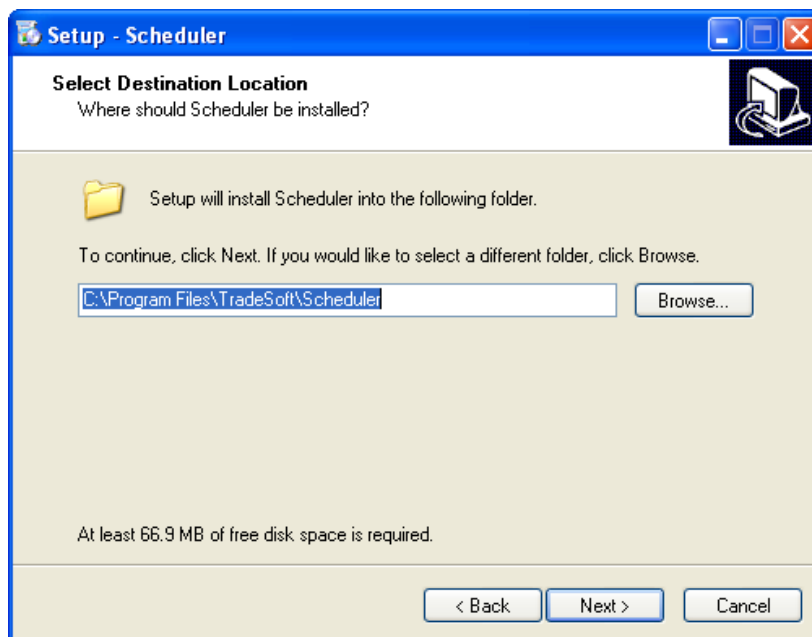 Setup - Scheduler
Select Destination Location
Where should Scheduler be installed?
Setup will install Scheduler into the following folder.
To continue, click Next. If you would like to select a different folder, click Browse.
C:\Program Files\TradeSoft\Scheduler
Browse...
At least 66.9 MB of free disk space is required.
< Back
Next >
Cancel